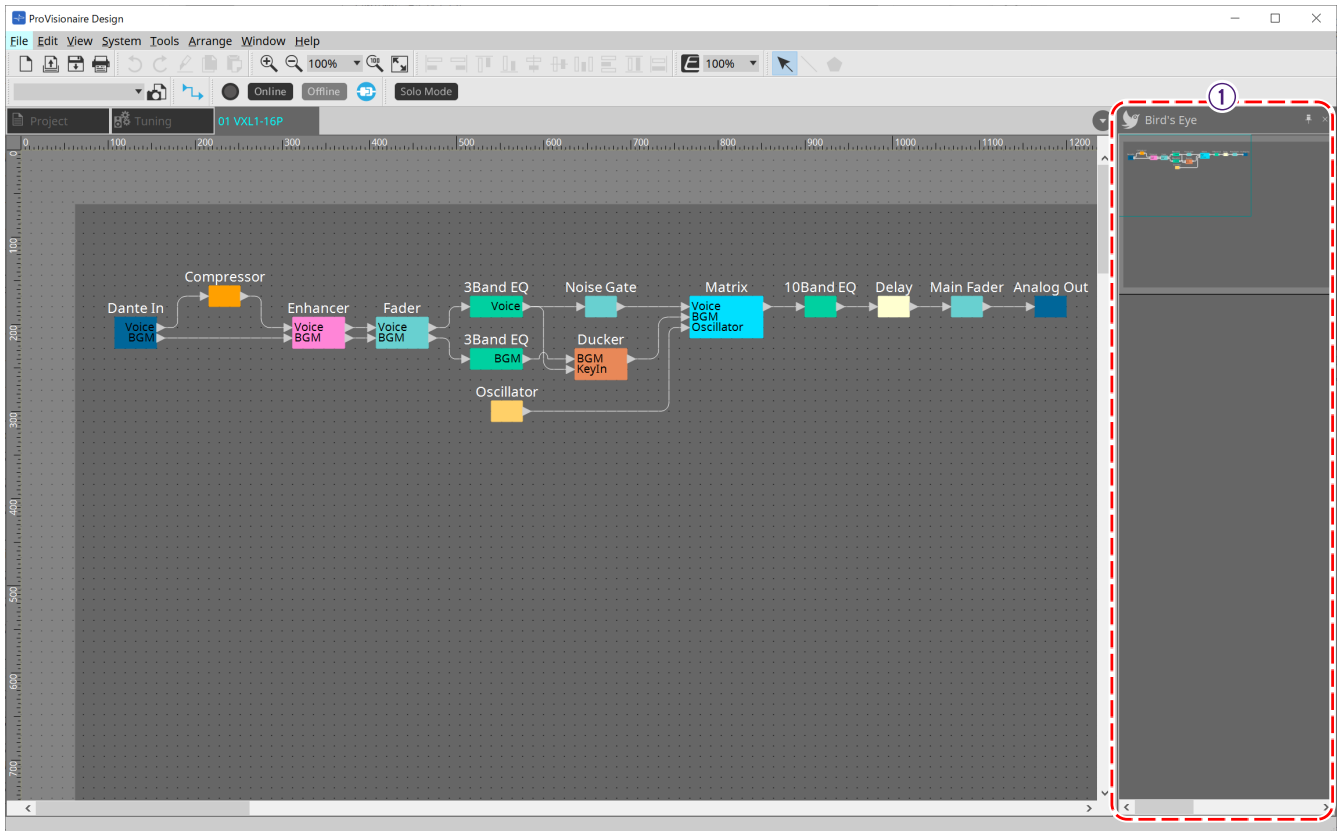 ProVisionaire Design
File Edit View System Tools Arrange Window Help
100% 100 E 100%
Online Offline Solo Mode
Project Tuning 01 VXL1-16P
Bird's Eye
1
0 100 200 300 400 500 600 700 800 900 1000 1100 1200
0
100
200
300
400
500
600
700
Compressor
Dante In
Voice
BGM
Enhancer
Voice
BGM
Fader
Voice
BGM
3Band EQ
Voice
3Band EQ
BGM
Oscillator
Noise Gate
Ducker
BGM
KeyIn
Matrix
Voice
BGM
Oscillator
10Band EQ
Delay
Main Fader
Analog Out